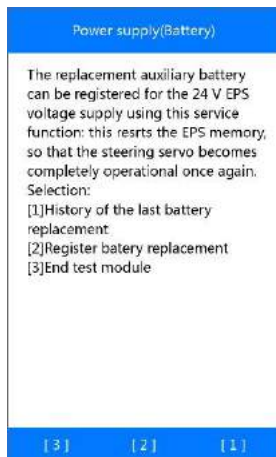 Power supply(Battery)
The replacement auxiliary battery
can be registered for the 24 V EPS
voltage supply using this service
function: this resrts the EPS memory,
so that the steering servo becomes
completely operational once again.
Selection:
[1]History of the last battery
replacement
[2]Register batery replacement
[3]End test module
[3] [2] [1]